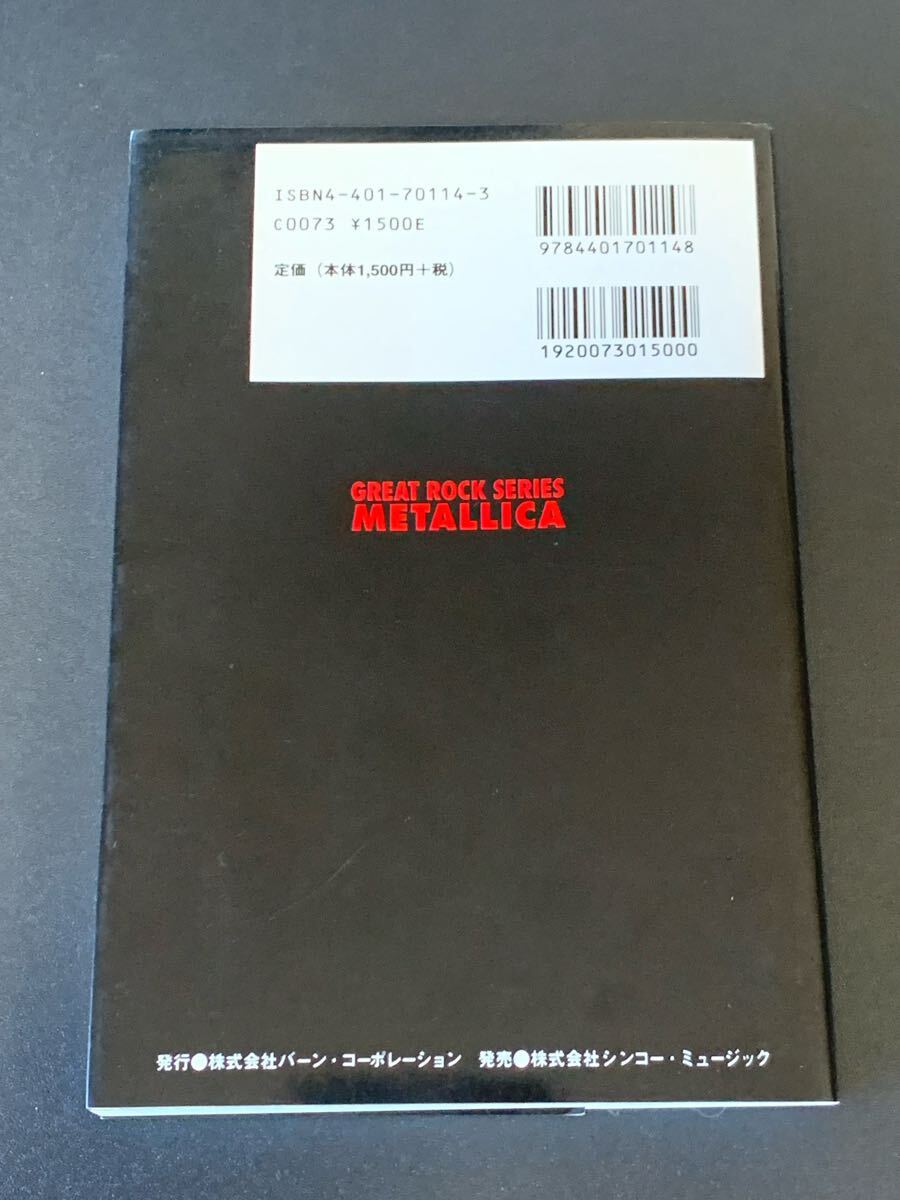 ISBN4-401-70114-3
C0073 ¥1500E
定価（本体1,500円＋税）
9784401701148
1920073015000
GREAT ROCK SERIES
METALLICA
発行●株式会社バーン・コーポレーション 発売●株式会社シンコー・ミュージック